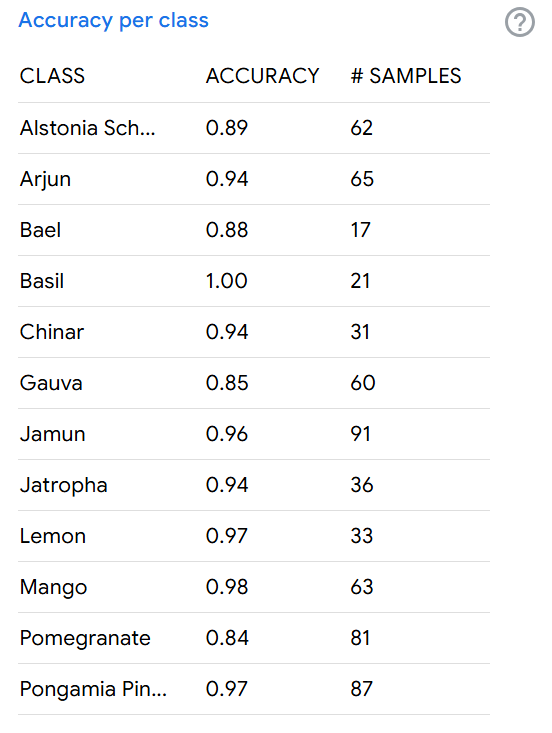 Accuracy per class
?
CLASS ACCURACY # SAMPLES
Alstonia Sch... 0.89 62
Arjun 0.94 65
Bael 0.88 17
Basil 1.00 21
Chinar 0.94 31
Gauva 0.85 60
Jamun 0.96 91
Jatropha 0.94 36
Lemon 0.97 33
Mango 0.98 63
Pomegranate 0.84 81
Pongamia Pin... 0.97 87